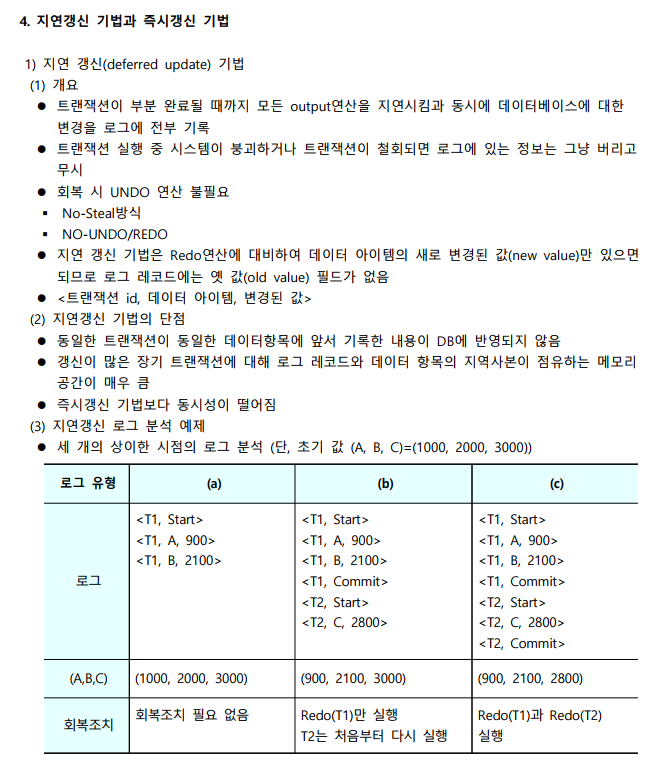 4. 지연갱신 기법과 즉시갱신 기법
1) 지연 갱신(deferred update) 기법
(1) 개요
● 트랜잭션이 부분 완료될 때까지 모든 output연산을 지연시킴과 동시에 데이터베이스에 대한
변경을 로그에 전부 기록
● 트랜잭션 실행 중 시스템이 붕괴하거나 트랜잭션이 철회되면 로그에 있는 정보는 그냥 버리고
무시
● 회복 시 UNDO 연산 불필요
▪ No-Steal방식
▪ NO-UNDO/REDO
● 지연 갱신 기법은 Redo연산에 대비하여 데이터 아이템의 새로 변경된 값(new value)만 있으면
되므로 로그 레코드에는 옛 값(old value) 필드가 없음
● <트랜잭션 id, 데이터 아이템, 변경된 값>
(2) 지연갱신 기법의 단점
● 동일한 트랜잭션이 동일한 데이터항목에 앞서 기록한 내용이 DB에 반영되지 않음
● 갱신이 많은 장기 트랜잭션에 대해 로그 레코드와 데이터 항목의 지역사본이 점유하는 메모리
공간이 매우 큼
● 즉시갱신 기법보다 동시성이 떨어짐
(3) 지연갱신 로그 분석 예제
● 세 개의 상이한 시점의 로그 분석 (단, 초기 값 (A, B, C)=(1000, 2000, 3000))
로그 유형 (a) (b) (c)
로그
<T1, Start>
<T1, A, 900>
<T1, B, 2100>
<T1, Start>
<T1, A, 900>
<T1, B, 2100>
<T1, Commit>
<T2, Start>
<T2, C, 2800>
<T1, Start>
<T1, A, 900>
<T1, B, 2100>
<T1, Commit>
<T2, Start>
<T2, C, 2800>
<T2, Commit>
(A,B,C) (1000, 2000, 3000) (900, 2100, 3000) (900, 2100, 2800)
회복조치
회복조치 필요 없음
Redo(T1)만 실행
T2는 처음부터 다시 실행
Redo(T1)과 Redo(T2)
실행